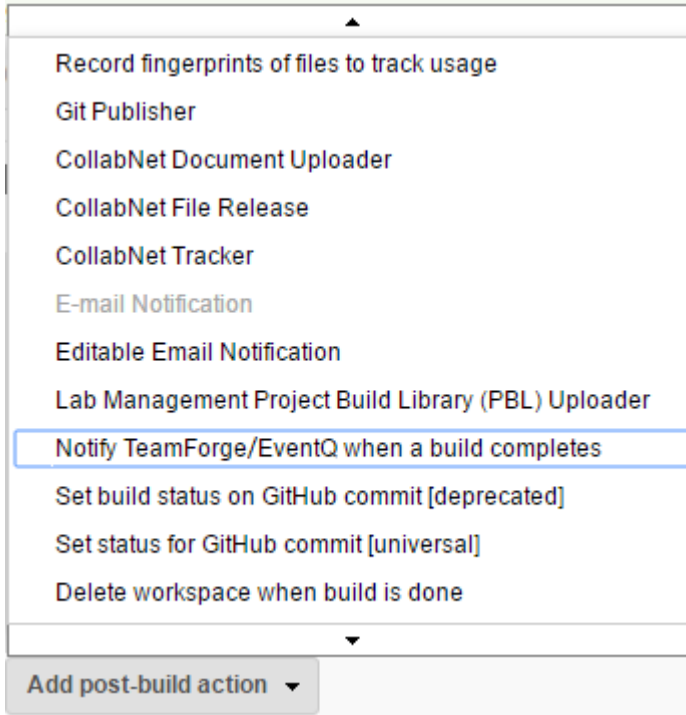 Record fingerprints of files to track usage
Git Publisher
CollabNet Document Uploader
CollabNet File Release
CollabNet Tracker
E-mail Notification
Editable Email Notification
Lab Management Project Build Library (PBL) Uploader
Notify TeamForge/EventQ when a build completes
Set build status on GitHub commit [deprecated]
Set status for GitHub commit [universal]
Delete workspace when build is done
Add post-build action